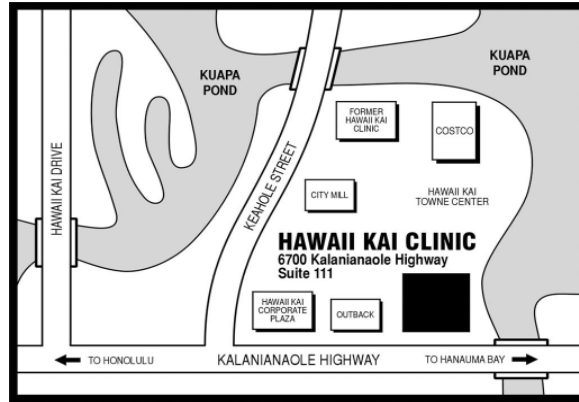 KUAPA
POND
KUAPA
POND
FORMER
HAWAII KAI
CLINIC
COSTCO
HAWAII KAI DRIVE
KEAHOLE STREET
CITY MILL
HAWAII KAI
TOWNE CENTER
HAWAII KAI CLINIC
6700 Kalanianaole Highway
Suite 111
HAWAII KAI
CORPORATE
PLAZA
OUTBACK
TO HONOLULU
KALANIANAOLE HIGHWAY
TO HANAUMA BAY